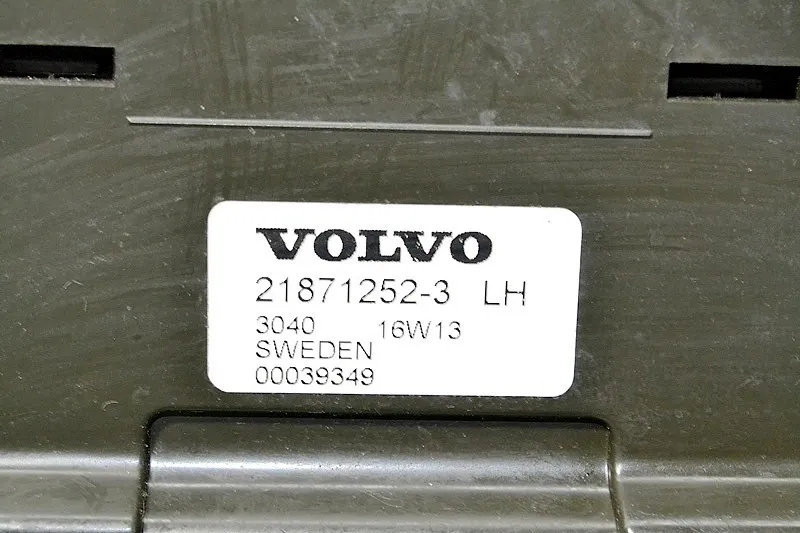 VOLVO
21871252-3 LH
3040 16W13
SWEDEN
00039349